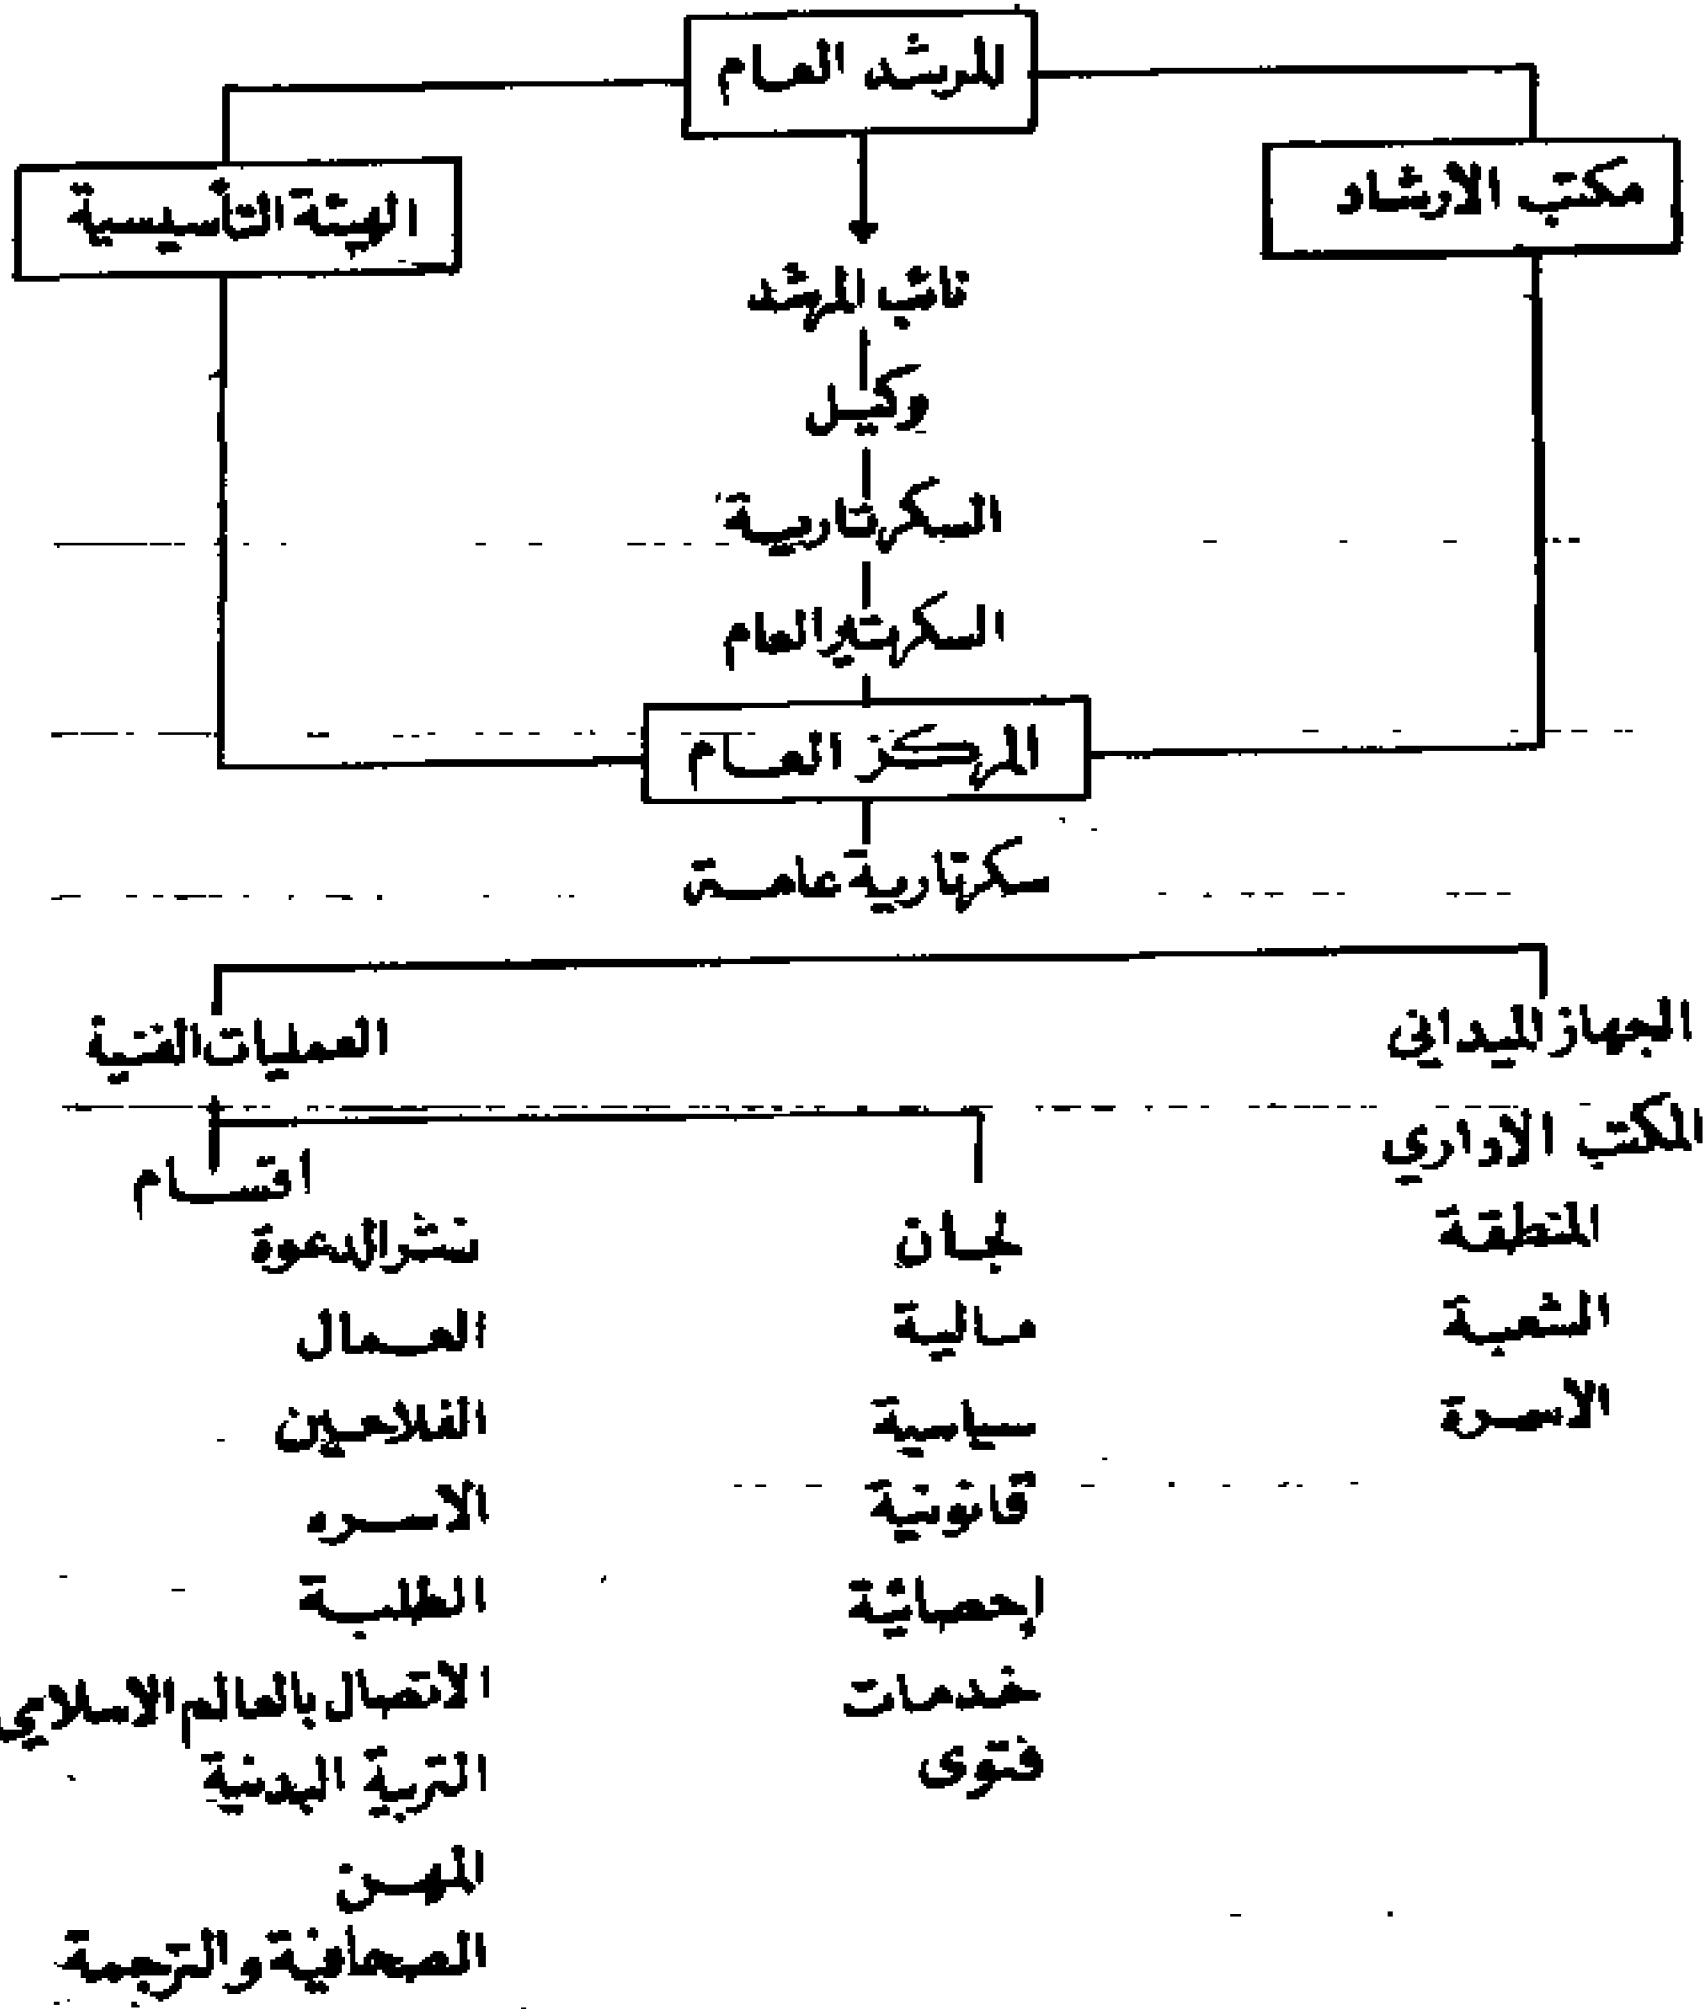 المرشد العام
مكتب الارشاد
الهيئة التأسيسية
نائب المرشد
وكيل
السكرتارية
السكرتير العام
المركز العام
سكرتارية عامة
الجهاز الميداني
المكتب الاداري
المنطقة
الشعبة
الاسرة
العمليات الفنية
لجان
مالية
سياسية
قانونية
إحصائية
خدمات
فتوى
اقسام
نشر الدعوة
العمال
الفلاحين
الاسره
الطلبة
الاتصال بالعالم الاسلامي
التربية البدنية
المهن
الصحافية والترجمة